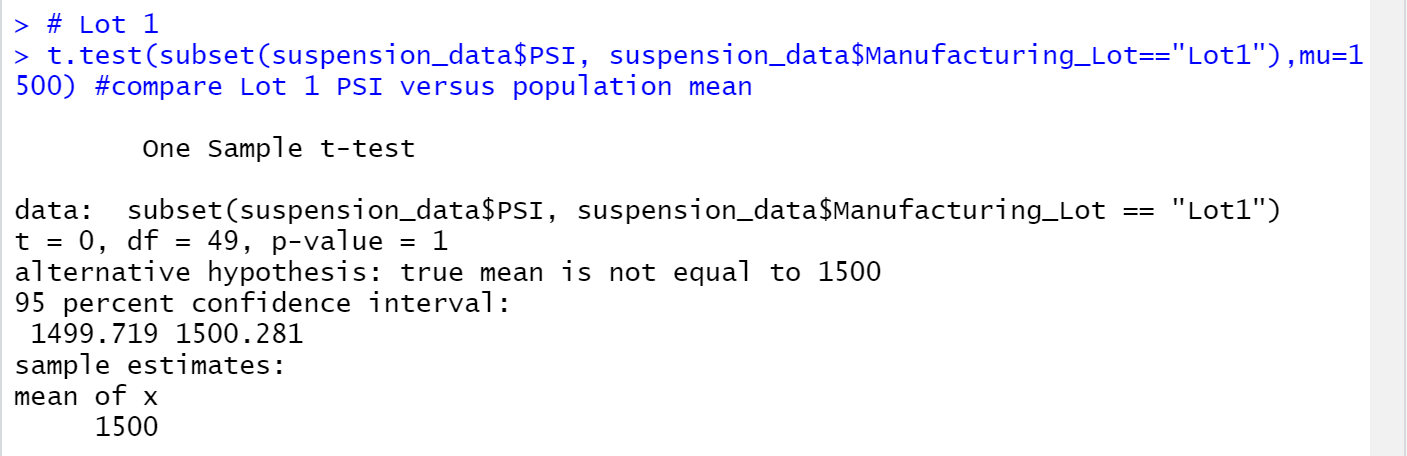 > # Lot 1
> t.test(subset(suspension_data$PSI, suspension_data$Manufacturing_Lot=="Lot1"),mu=1
500) #compare Lot 1 PSI versus population mean
One Sample t-test
data:  subset(suspension_data$PSI, suspension_data$Manufacturing_Lot == "Lot1")
t = 0, df = 49, p-value = 1
alternative hypothesis: true mean is not equal to 1500
95 percent confidence interval:
 1499.719 1500.281
sample estimates:
mean of x
     1500